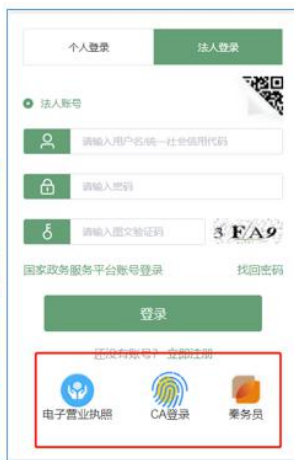 个人登录 法人登录
法人账号
请输入用户名/统一社会信用代码
请输入密码
请输入图文验证码 3 FA9
国家政务服务平台账号登录 找回密码
登录
还没有账号? 立即注册
电子营业执照 CA登录 秦务员